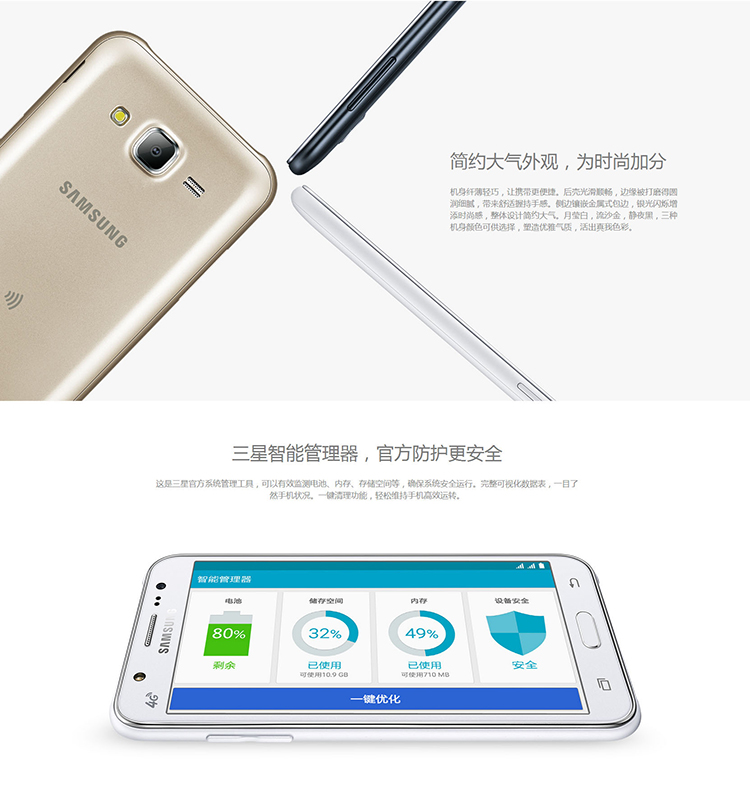 SAMSUNG
简约大气外观，为时尚加分
机身纤薄轻巧，让携带更便捷。后亮光滑顺畅，边缘被打磨得圆
润细腻，带来舒适握持手感。侧边镶嵌金属式包边，银光闪烁增
添时尚感，整体设计简约大气。月莹白，流沙金，静夜黑，三种
机身颜色可供选择，塑造优雅气质，活出真我色彩。
三星智能管理器，官方防护更安全
这是三星官方系统管理工具，可以有效监测电池、内存、存储空间等，确保系统安全运行。完整可视化数据表，一目了
然手机状况。一键清理功能，轻松维持手机高效运转。
智能管理器
电池
80%
剩余
储存空间
32%
已使用
可使用10.9 GB
内存
49%
已使用
可使用710 MB
设备安全
安全
一键优化
SAMSUNG
4G